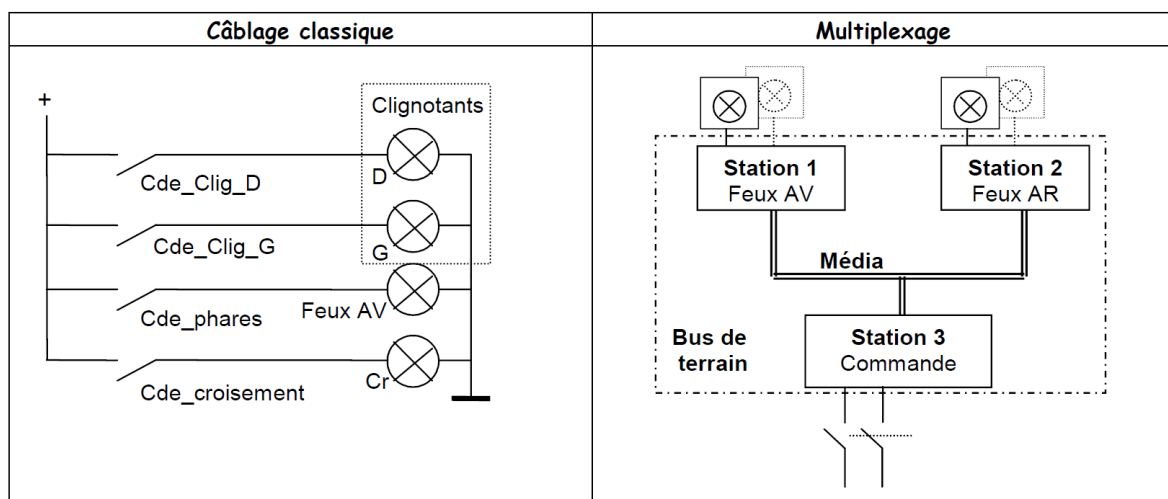 Câblage classique
Multiplexage
+
Clignotants
D
Cde_Clig_D
G
Cde_Clig_G
Feux AV
Cde_phares
Cr
Cde_croisement
Station 1
Feux AV
Station 2
Feux AR
Média
Bus de
terrain
Station 3
Commande